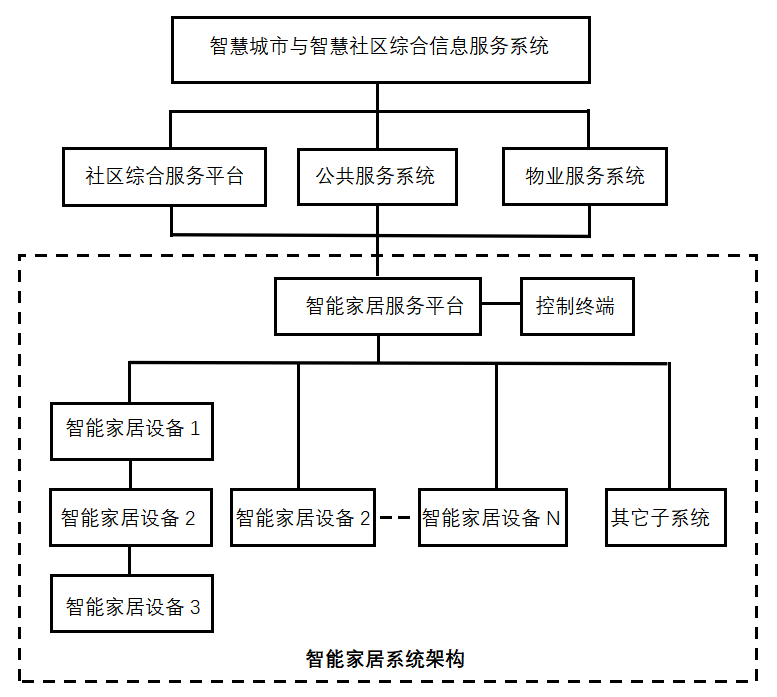 智慧城市与智慧社区综合信息服务系统
社区综合服务平台
公共服务系统
物业服务系统
智能家居服务平台
控制终端
智能家居设备 1
智能家居设备 2
智能家居设备 2
智能家居设备 N
其它子系统
智能家居设备 3
智能家居系统架构